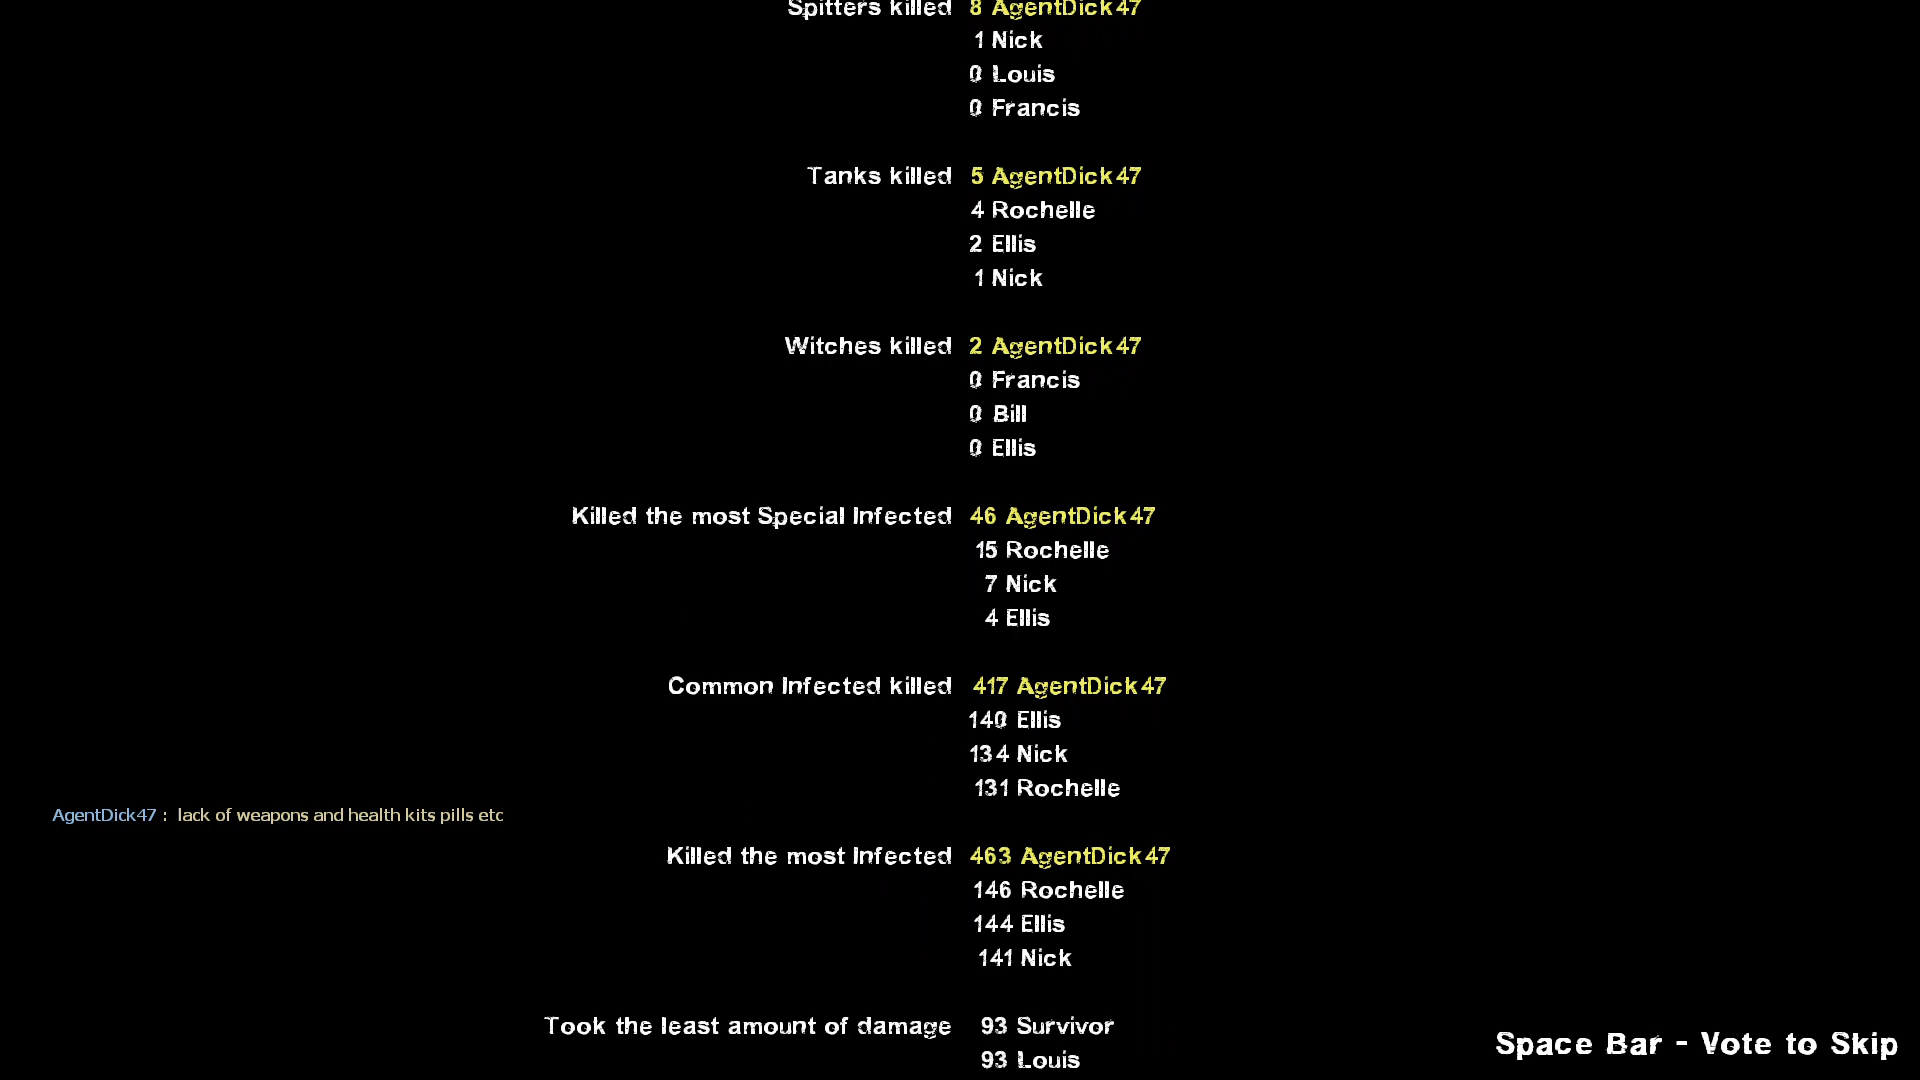 Spitters killed 8 AgentDick47
1 Nick
0 Louis
0 Francis
Tanks killed 5 AgentDick47
4 Rochelle
2 Ellis
1 Nick
Witches killed 2 AgentDick47
0 Francis
0 Bill
0 Ellis
Killed the most Special Infected 46 AgentDick47
15 Rochelle
7 Nick
4 Ellis
Common Infected killed 417 AgentDick47
140 Ellis
134 Nick
131 Rochelle
AgentDick47 : lack of weapons and health kits pills etc
Killed the most Infected 463 AgentDick47
146 Rochelle
144 Ellis
141 Nick
Took the least amount of damage 93 Survivor
93 Louis
Space Bar - Vote to Skip